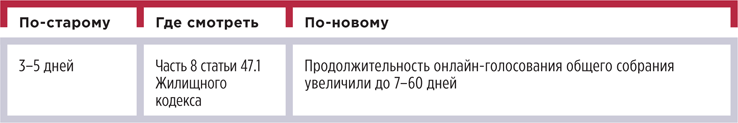 По-старому
Где смотреть
По-новому
3–5 дней
Часть 8 статьи 47.1
Жилищного
кодекса
Продолжительность онлайн-голосования общего собрания
увеличили до 7–60 дней